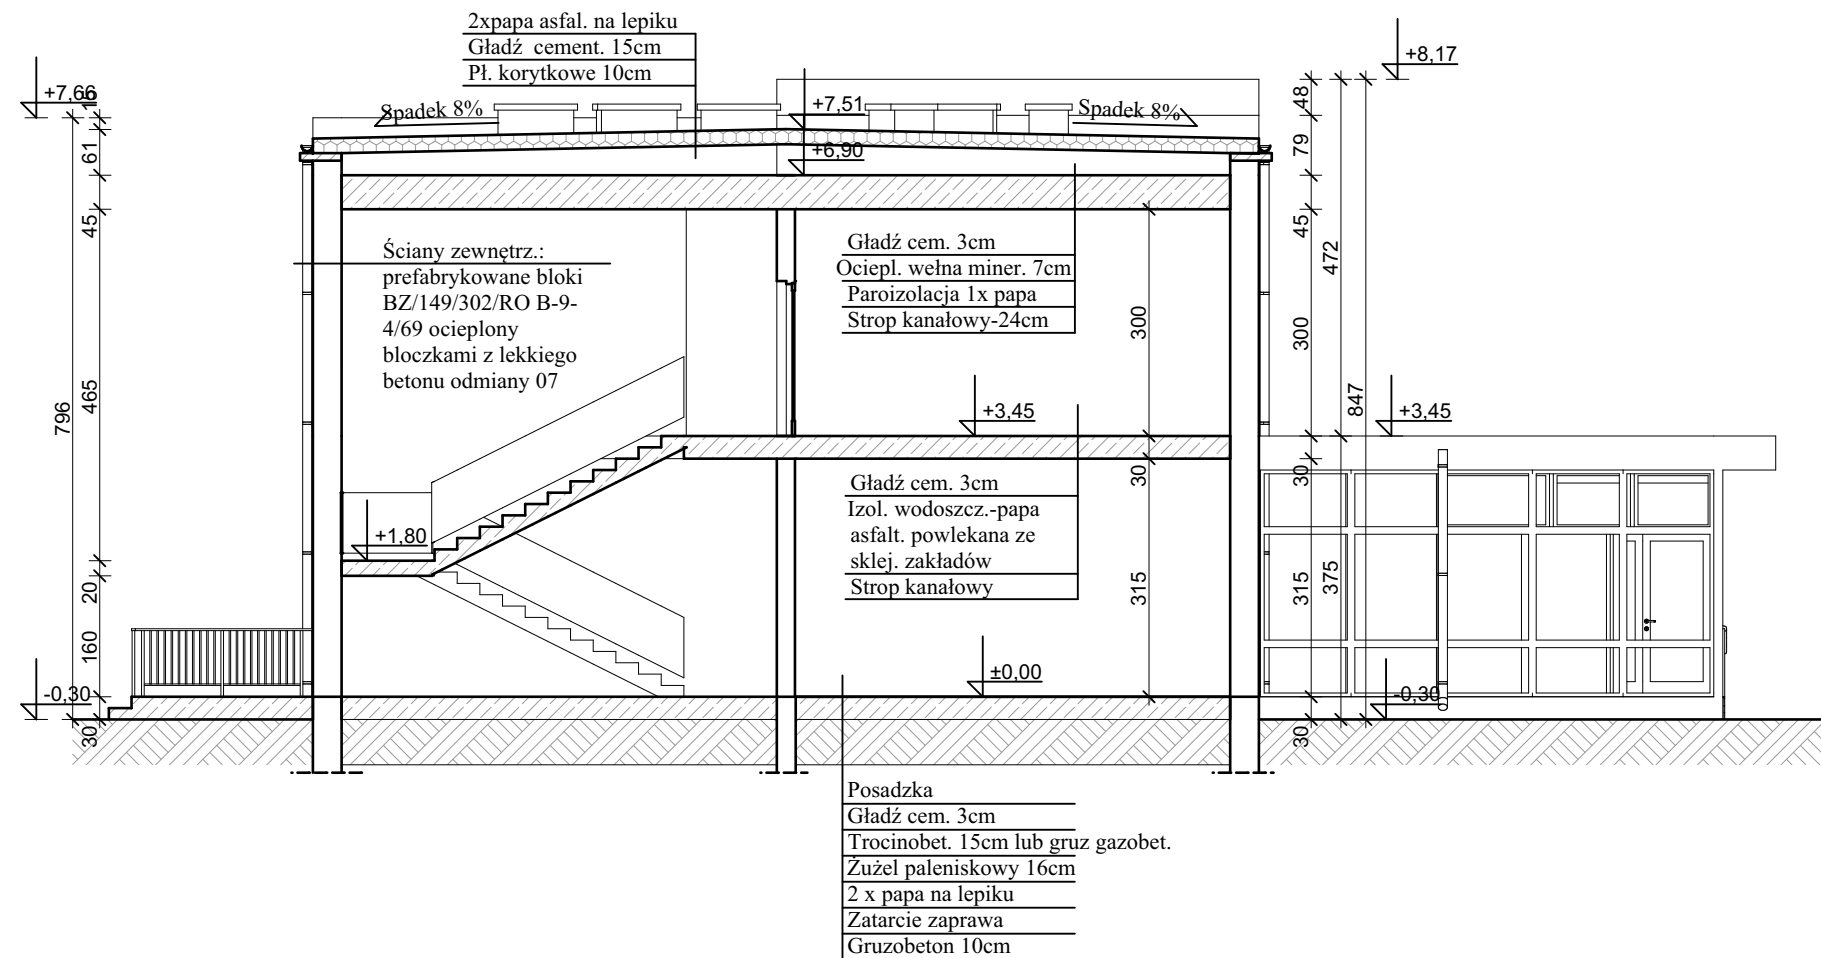 2xpapa asfal. na lepiku
Gładź cement. 15cm
Pł. korytkowe 10cm
+8,17
+7,66
Spadek 8%
+7,51
Spadek 8%
+6,90
Ściany zewnętrz.:
prefabrykowane bloki
BZ/149/302/RO B-9-
4/69 ocieplony
bloczkami z lekkiego
betonu odmiany 07
Gładź cem. 3cm
Ociepl. wełna miner. 7cm
Paroizolacja 1x papa
Strop kanałowy-24cm
+3,45
+3,45
+1,80
Gładź cem. 3cm
Izol. wodoszcz.-papa
asfalt. powlekana ze
sklej. zakładów
Strop kanałowy
±0,00
-0,30
-0,30
796
61
45
465
20
160
30
300
30
315
48
79
45
300
30
315
30
472
375
847
Posadzka
Gładź cem. 3cm
Trocinobet. 15cm lub gruz gazobet.
Żużel paleniskowy 16cm
2 x papa na lepiku
Zatarcie zaprawa
Gruzobeton 10cm